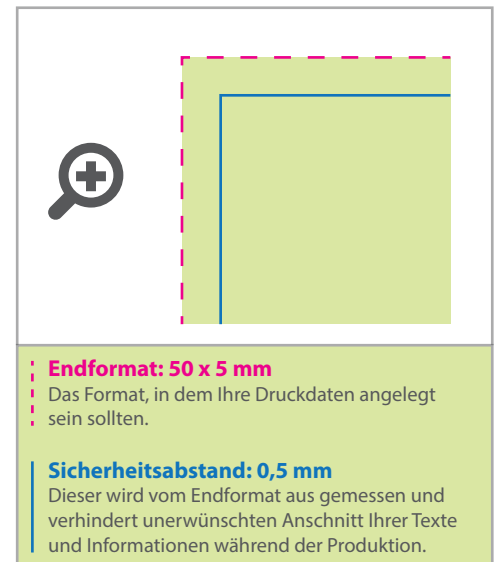 Endformat: 50 x 5 mm
Das Format, in dem Ihre Druckdaten angelegt
sein sollten.
Sicherheitsabstand: 0,5 mm
Dieser wird vom Endformat aus gemessen und
verhindert unerwünschten Anschnitt Ihrer Texte
und Informationen während der Produktion.